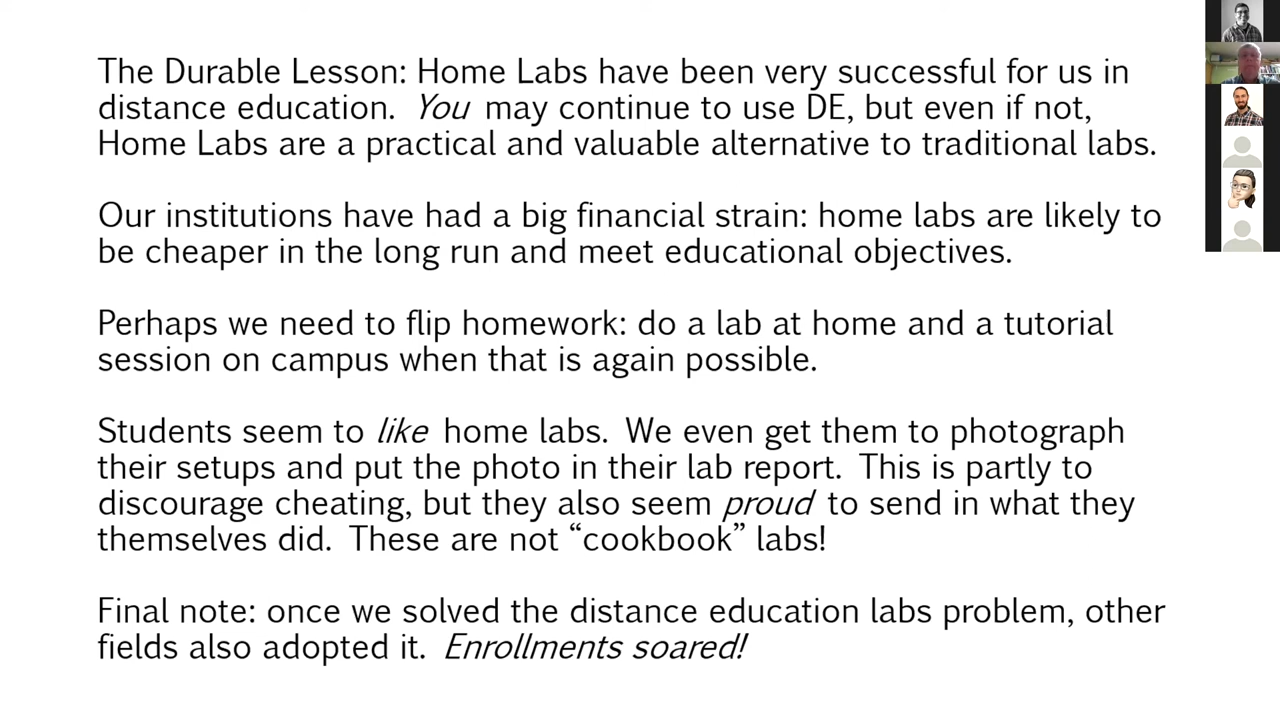 The Durable Lesson: Home Labs have been very successful for us in
distance education. You may continue to use DE, but even if not,
Home Labs are a practical and valuable alternative to traditional labs.
Our institutions have had a big financial strain: home labs are likely to
be cheaper in the long run and meet educational objectives.
Perhaps we need to flip homework: do a lab at home and a tutorial
session on campus when that is again possible.
Students seem to like home labs. We even get them to photograph
their setups and put the photo in their lab report. This is partly to
discourage cheating, but they also seem proud to send in what they
themselves did. These are not “cookbook” labs!
Final note: once we solved the distance education labs problem, other
fields also adopted it. Enrollments soared!